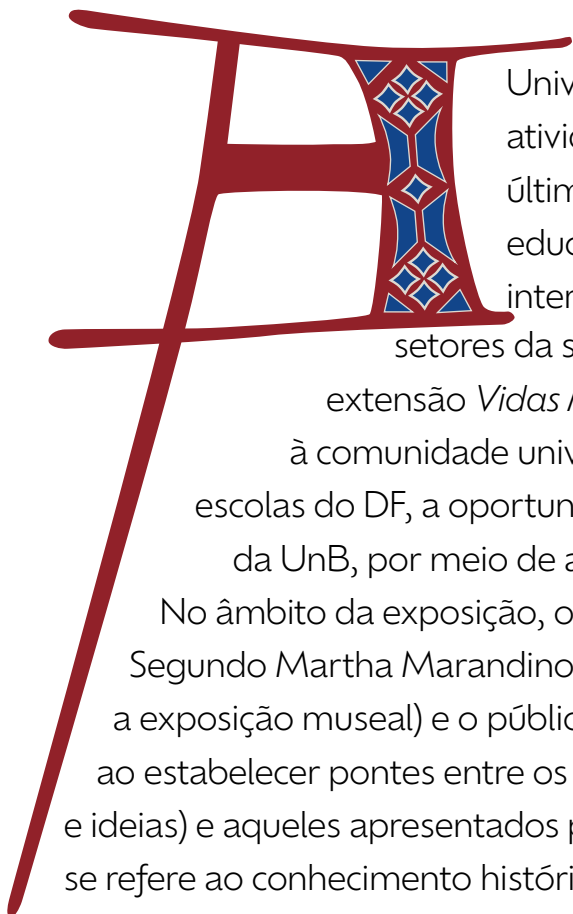 A Univ
ativi
últim
educ
inter
setores da s
extensão Vidas
à comunidade univ
escolas do DF, a oportun
da UnB, por meio de a
No âmbito da exposição, o
Segundo Martha Marandino
a exposição museal) e o públic
ao estabelecer pontes entre os
e ideias) e aqueles apresentados p
se refere ao conhecimento históri